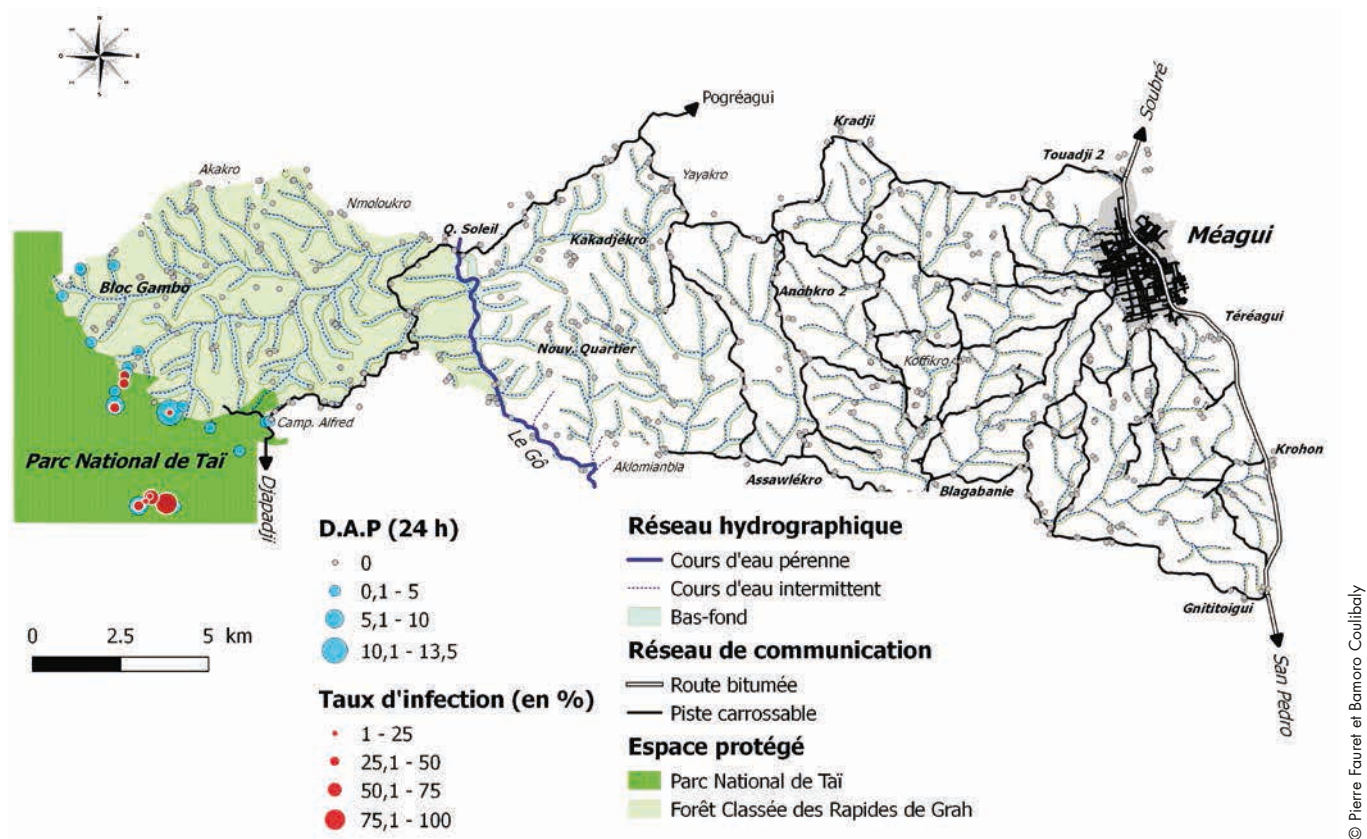 N
O
E
S
Pogréagui
Soubré
Kradji
Touadji 2
Akakro
Yayakro
Nmoloukro
Q. Soleil
Kakadjékro
Méagui
Bloc Gambo
Anohkro 2
Téréagui
Nouv. Quartier
Koffikro
Camp. Alfred
Le Gô
Parc National de Taï
Aklomianbla
Krohon
Assawlékro
Blagabanie
Djapadji
Gnititoigui
San Pedro
0 2.5 5 km
D.A.P (24 h)
0
0,1 - 5
5,1 - 10
10,1 - 13,5
Taux d'infection (en %)
1 - 25
25,1 - 50
50,1 - 75
75,1 - 100
Réseau hydrographique
Cours d'eau pérenne
Cours d'eau intermittent
Bas-fond
Réseau de communication
Route bitumée
Piste carrossable
Espace protégé
Parc National de Taï
Forêt Classée des Rapides de Grah
© Pierre Fauret et Bamoro Coulibaly